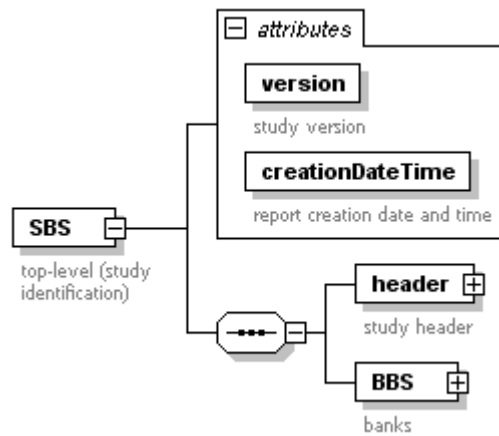 attributes
version
study version
creationDateTime
report creation date and time
SBS
top-level (study
identification)
header
study header
BBS
banks